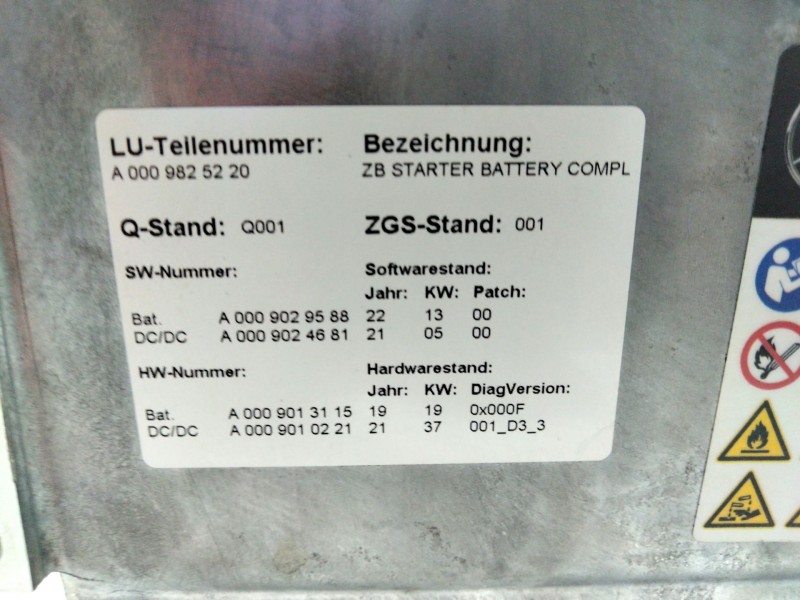 LU-Teilenummer: Bezeichnung:
A 000 982 52 20 ZB STARTER BATTERY COMPL
Q-Stand: Q001 ZGS-Stand: 001
SW-Nummer: Softwarestand:
Jahr: KW: Patch:
Bat. A 000 902 95 88 22 13 00
DC/DC A 000 902 46 81 21 05 00
HW-Nummer: Hardwarestand:
Jahr: KW: DiagVersion:
Bat. A 000 901 31 15 19 19 0x000F
DC/DC A 000 901 02 21 21 37 001_D3_3